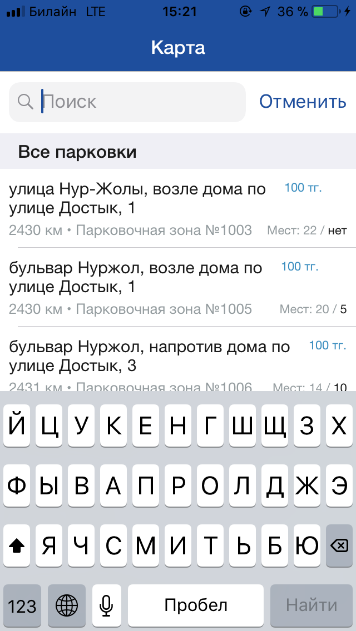 Билайн LTE 15:21 36 %
Карта
Поиск Отменить
Все парковки
улица Нур-Жолы, возле дома по 100 тг.
улице Достык, 1
2430 км • Парковочная зона №1003 Мест: 22 / нет
бульвар Нуржол, возле дома по 100 тг.
улице Достык, 1
2430 км • Парковочная зона №1005 Мест: 20 / 5
бульвар Нуржол, напротив дома по 100 тг.
улице Достык, 3
2431 км • Парковочная зона №1006 Мест: 14 / 10
Й Ц У К Е Н Г Ш Щ З Х
Ф Ы В А П Р О Л Д Ж Э
Я Ч С М И Т Ь Б Ю
123 Пробел Найти